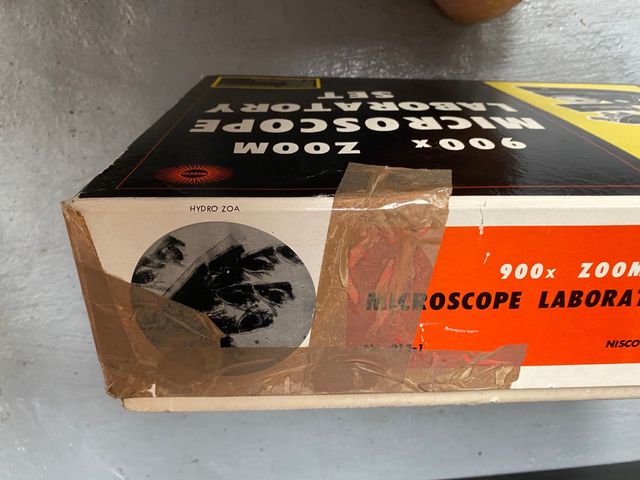 900x ZOOM
MICROSCOPE
LABORATORY
SET
HYDRO ZOA
900x ZOOM
MICROSCOPE LABORAT
NISCO